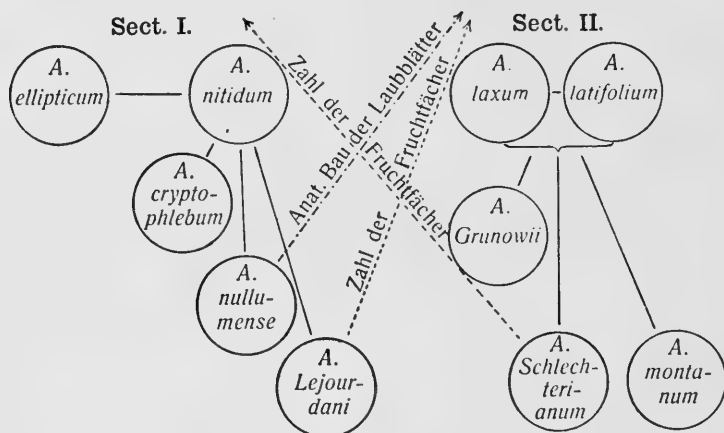 Sect. I.
Sect. II.
A.
ellipticum
A.
nitidum
A.
laxum
A.
latifolium
Zahl der Fruchtfächer
Anat. Bau der Laubblätter
Zahl der Fruchtfächer
A.
crypto-
phlebum
A.
Grunowii
A.
nullu-
mense
A.
Lejour-
dani
A.
Schlech-
teri-
anum
A.
monta-
num